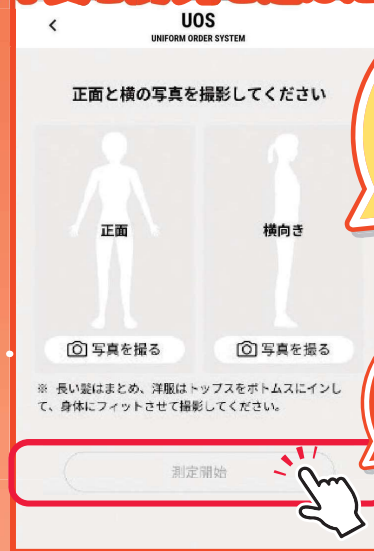 UOS
UNIFORM ORDER SYSTEM
正面と横の写真を撮影してください
正面
横向き
写真を撮る
写真を撮る
※ 長い髪はまとめ、洋服はトップスをボトムスにインし
て、身体にフィットさせて撮影してください。
測定開始